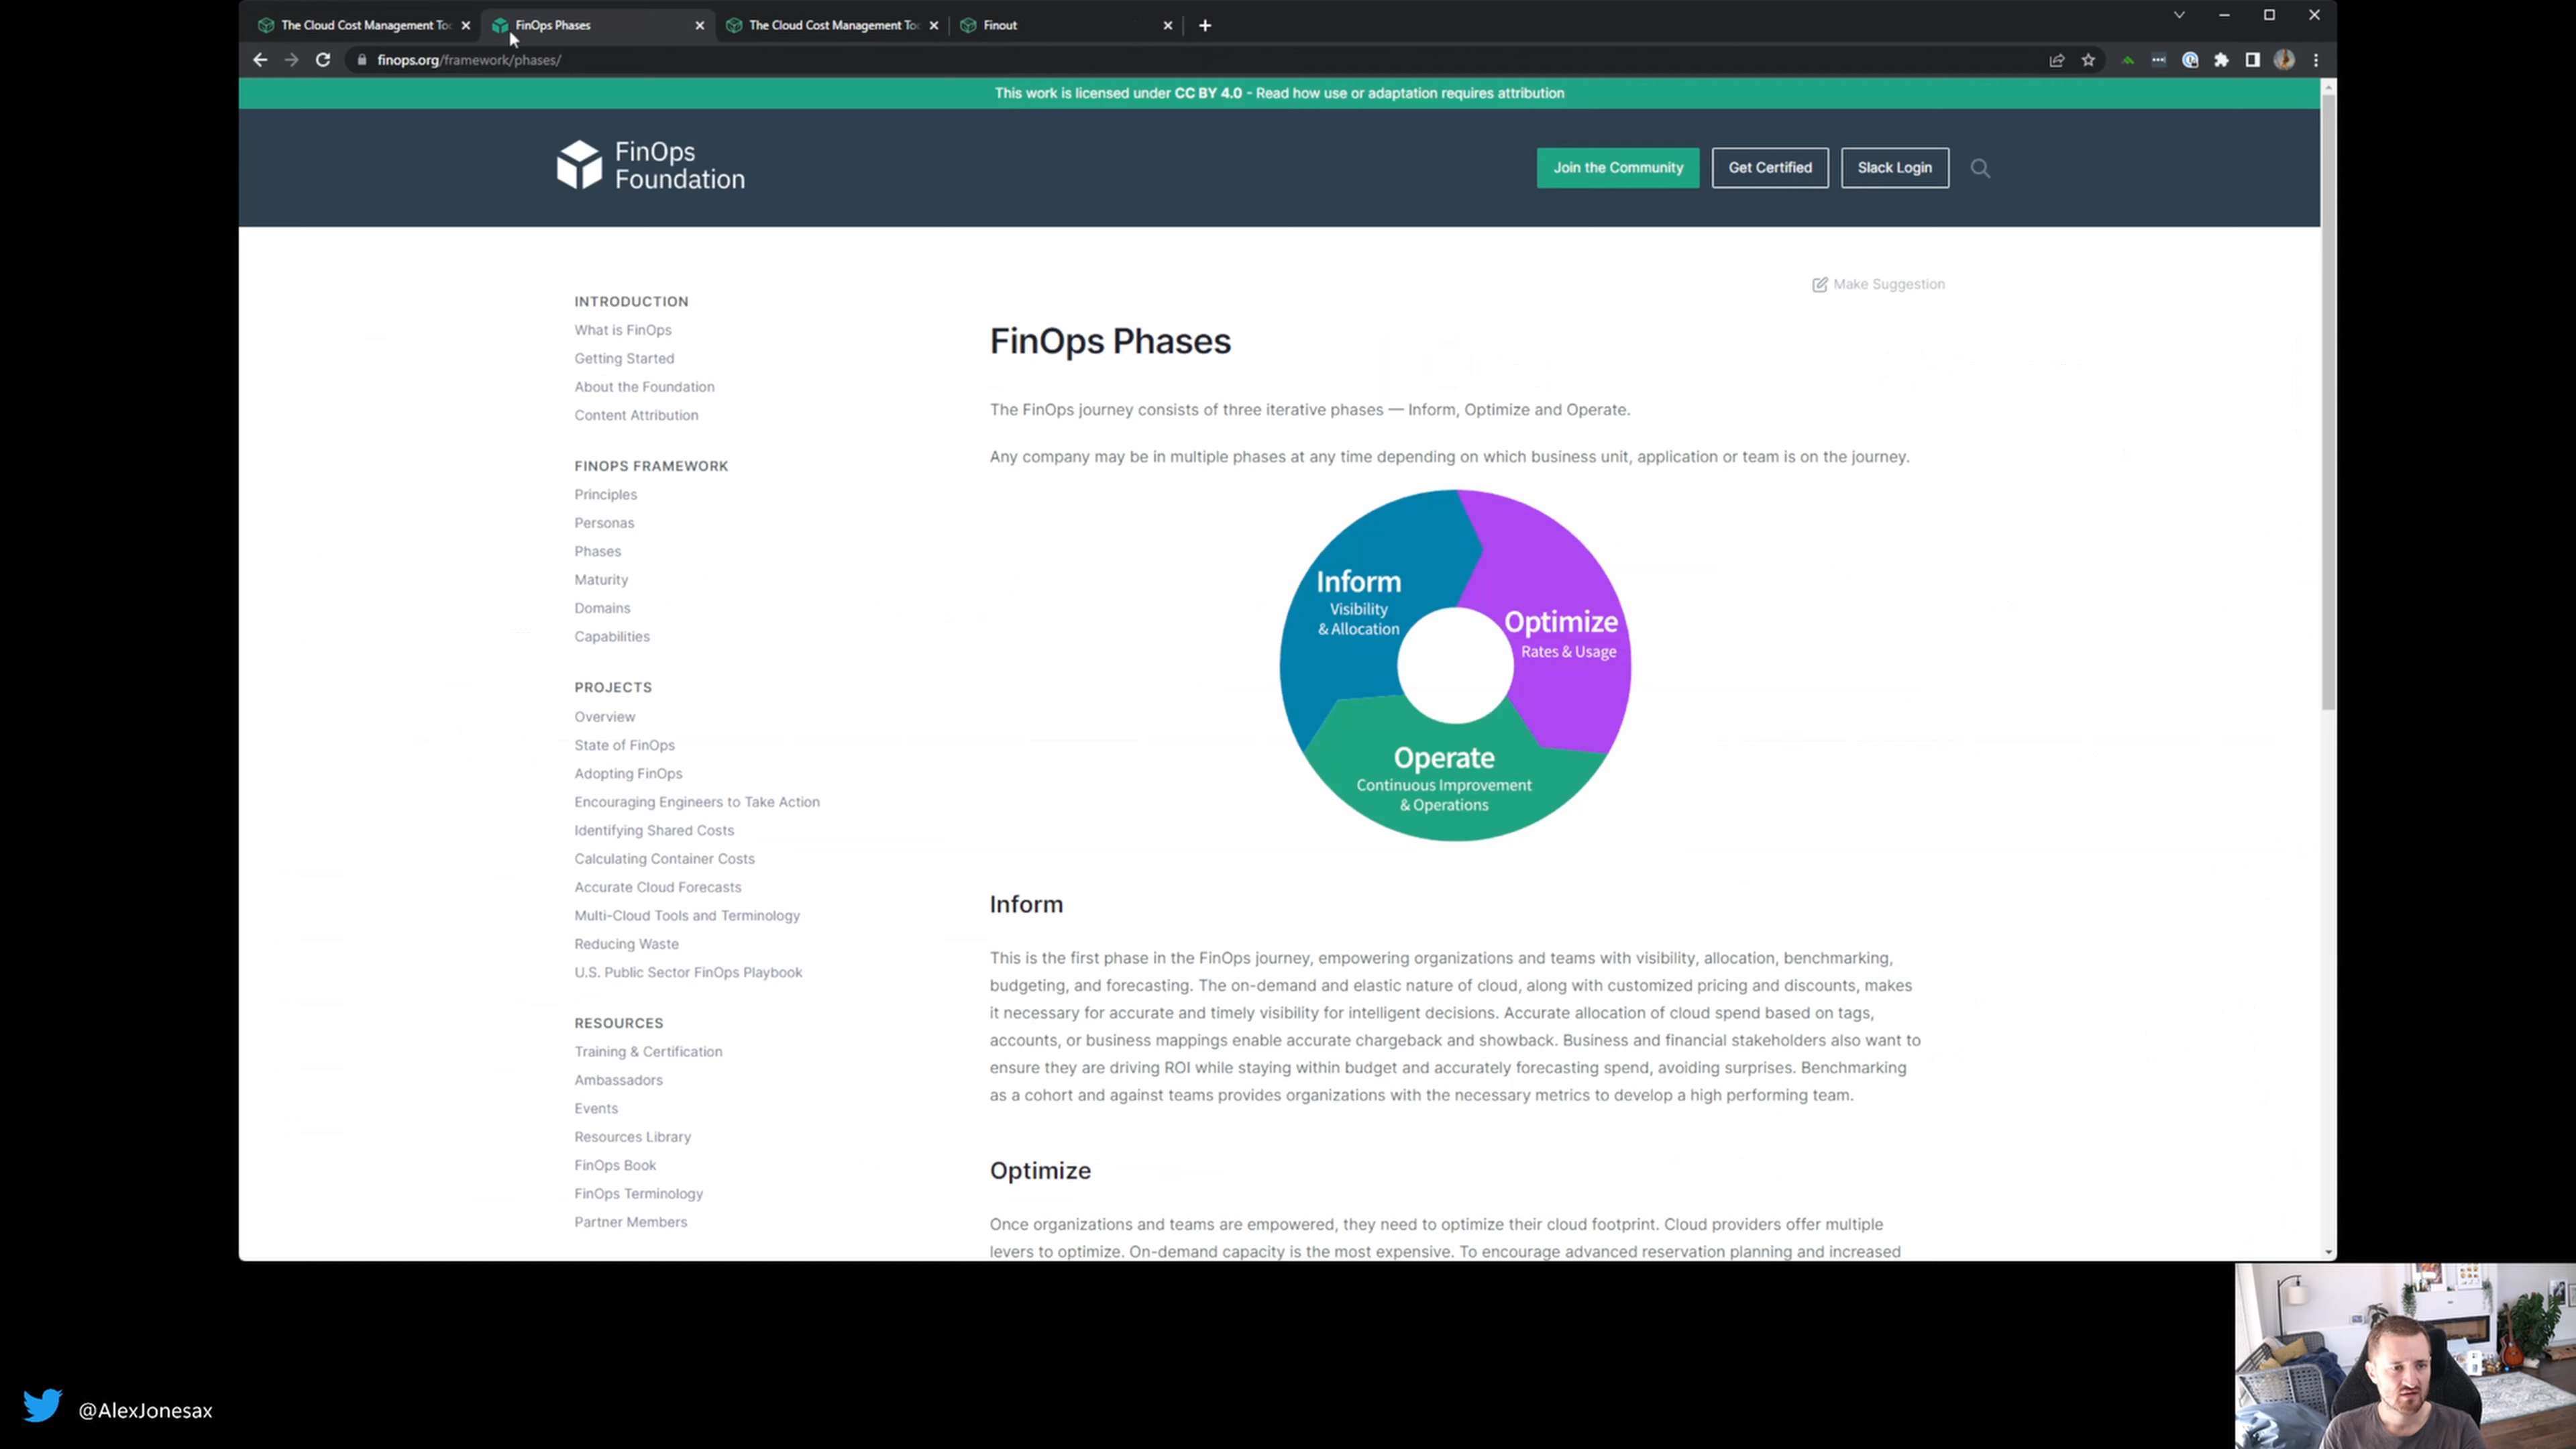 The Cloud Cost Management Too
FinOps Phases
The Cloud Cost Management Too
Finout
finops.org/framework/phases/
This work is licensed under CC BY 4.0 - Read how use or adaptation requires attribution
FinOps
Foundation
Join the Community
Get Certified
Slack Login
Make Suggestion
INTRODUCTION
What is FinOps
Getting Started
About the Foundation
Content Attribution
FINOPS FRAMEWORK
Principles
Personas
Phases
Maturity
Domains
Capabilities
PROJECTS
Overview
State of FinOps
Adopting FinOps
Encouraging Engineers to Take Action
Identifying Shared Costs
Calculating Container Costs
Accurate Cloud Forecasts
Multi-Cloud Tools and Terminology
Reducing Waste
U.S. Public Sector FinOps Playbook
RESOURCES
Training & Certification
Ambassadors
Events
Resources Library
FinOps Book
FinOps Terminology
Partner Members
FinOps Phases
The FinOps journey consists of three iterative phases — Inform, Optimize and Operate.
Any company may be in multiple phases at any time depending on which business unit, application or team is on the journey.
Inform
Visibility
& Allocation
Optimize
Rates & Usage
Operate
Continuous Improvement
& Operations
Inform
This is the first phase in the FinOps journey, empowering organizations and teams with visibility, allocation, benchmarking,
budgeting, and forecasting. The on-demand and elastic nature of cloud, along with customized pricing and discounts, makes
it necessary for accurate and timely visibility for intelligent decisions. Accurate allocation of cloud spend based on tags,
accounts, or business mappings enable accurate chargeback and showback. Business and financial stakeholders also want to
ensure they are driving ROI while staying within budget and accurately forecasting spend, avoiding surprises. Benchmarking
as a cohort and against teams provides organizations with the necessary metrics to develop a high performing team.
Optimize
Once organizations and teams are empowered, they need to optimize their cloud footprint. Cloud providers offer multiple
levers to optimize. On-demand capacity is the most expensive. To encourage advanced reservation planning and increased
@AlexJonesax